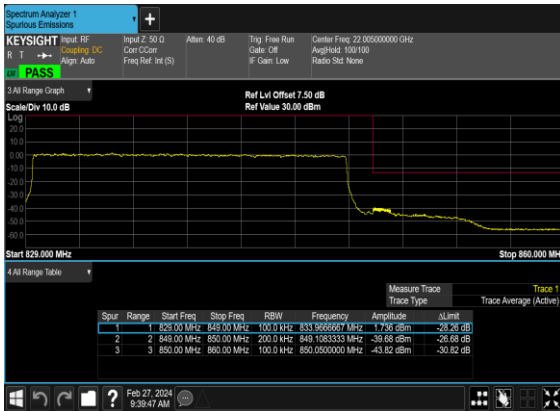 Spectrum Analyzer 1
Spurious Emissions
KEYSIGHT Input: RF Input Z: 50 Ω Atten: 40 dB Trig: Free Run Center Freq: 22.005000000 GHz
R T Coupling: DC Corr CCorr Gate: Off Avg|Hold: 100/100
Align: Auto Freq Ref: Int (S) IF Gain: Low Radio Std: None
PASS
3 All Range Graph
Ref Lvl Offset 7.50 dB
Scale/Div 10.0 dB Ref Value 30.00 dBm
Log
20.0
10.0
0.00
-10.0
-20.0
-30.0
-40.0
-50.0
-60.0
Start 829.000 MHz Stop 860.000 MH
4 All Range Table
Measure Trace Trace 1
Trace Type Trace Average (Active)
Spur Range Start Freq Stop Freq RBW Frequency Amplitude ΔLimit
1 1 829.00 MHz 849.00 MHz 100.0 kHz 833.9666667 MHz 1.736 dBm -28.26 dB
2 2 849.00 MHz 850.00 MHz 200.0 kHz 849.1083333 MHz -39.68 dBm -26.68 dB
3 3 850.00 MHz 860.00 MHz 100.0 kHz 850.0500000 MHz -43.82 dBm -30.82 dB
Feb 27, 2024
9:39:47 AM